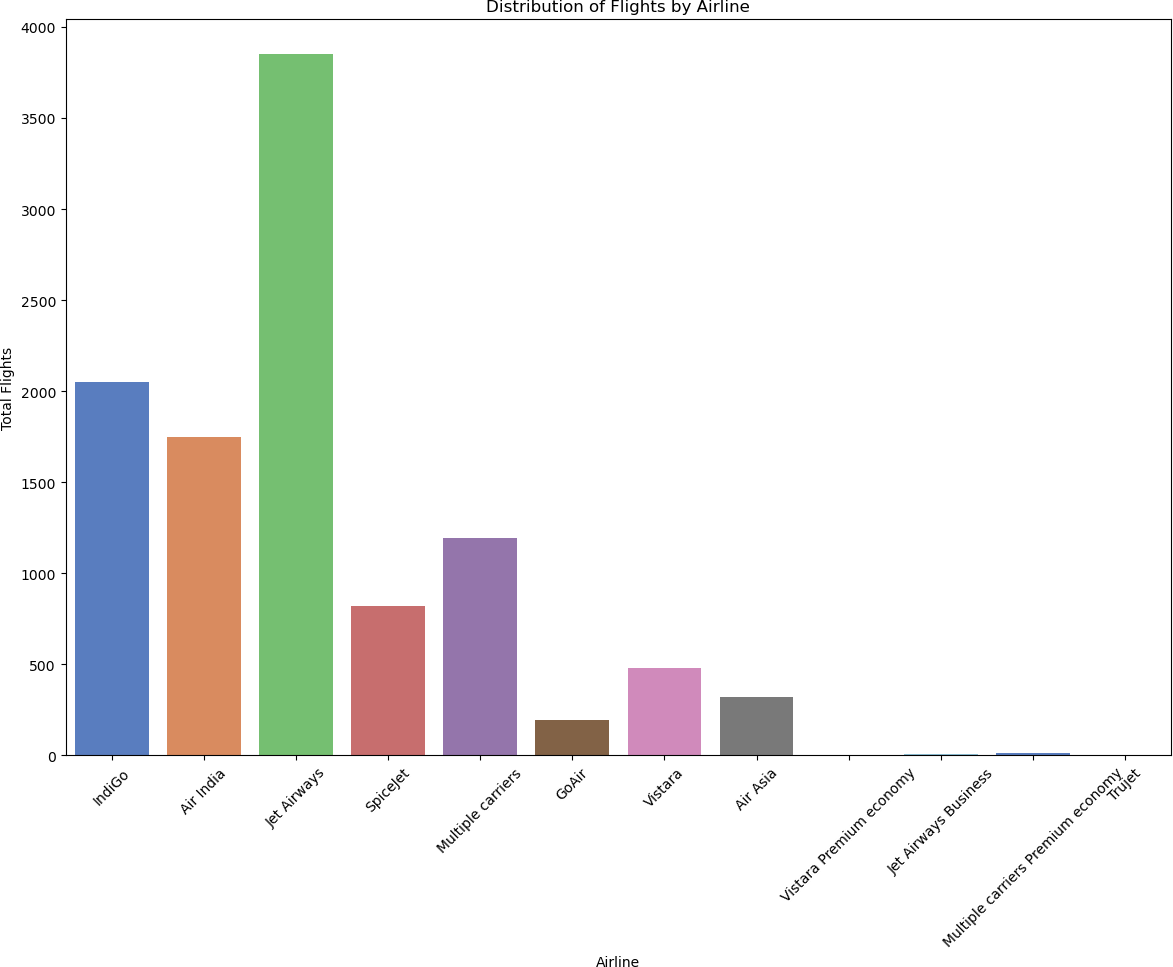 Distribution of Flights by Airline
4000
3500
3000
2500
2000
1500
1000
500
0
Total Flights
IndiGo
Air India
Jet Airways
SpiceJet
Multiple carriers
GoAir
Vistara
Air Asia
Vistara Premium economy
Jet Airways Business
Multiple carriers Premium economy
Trujet
Airline